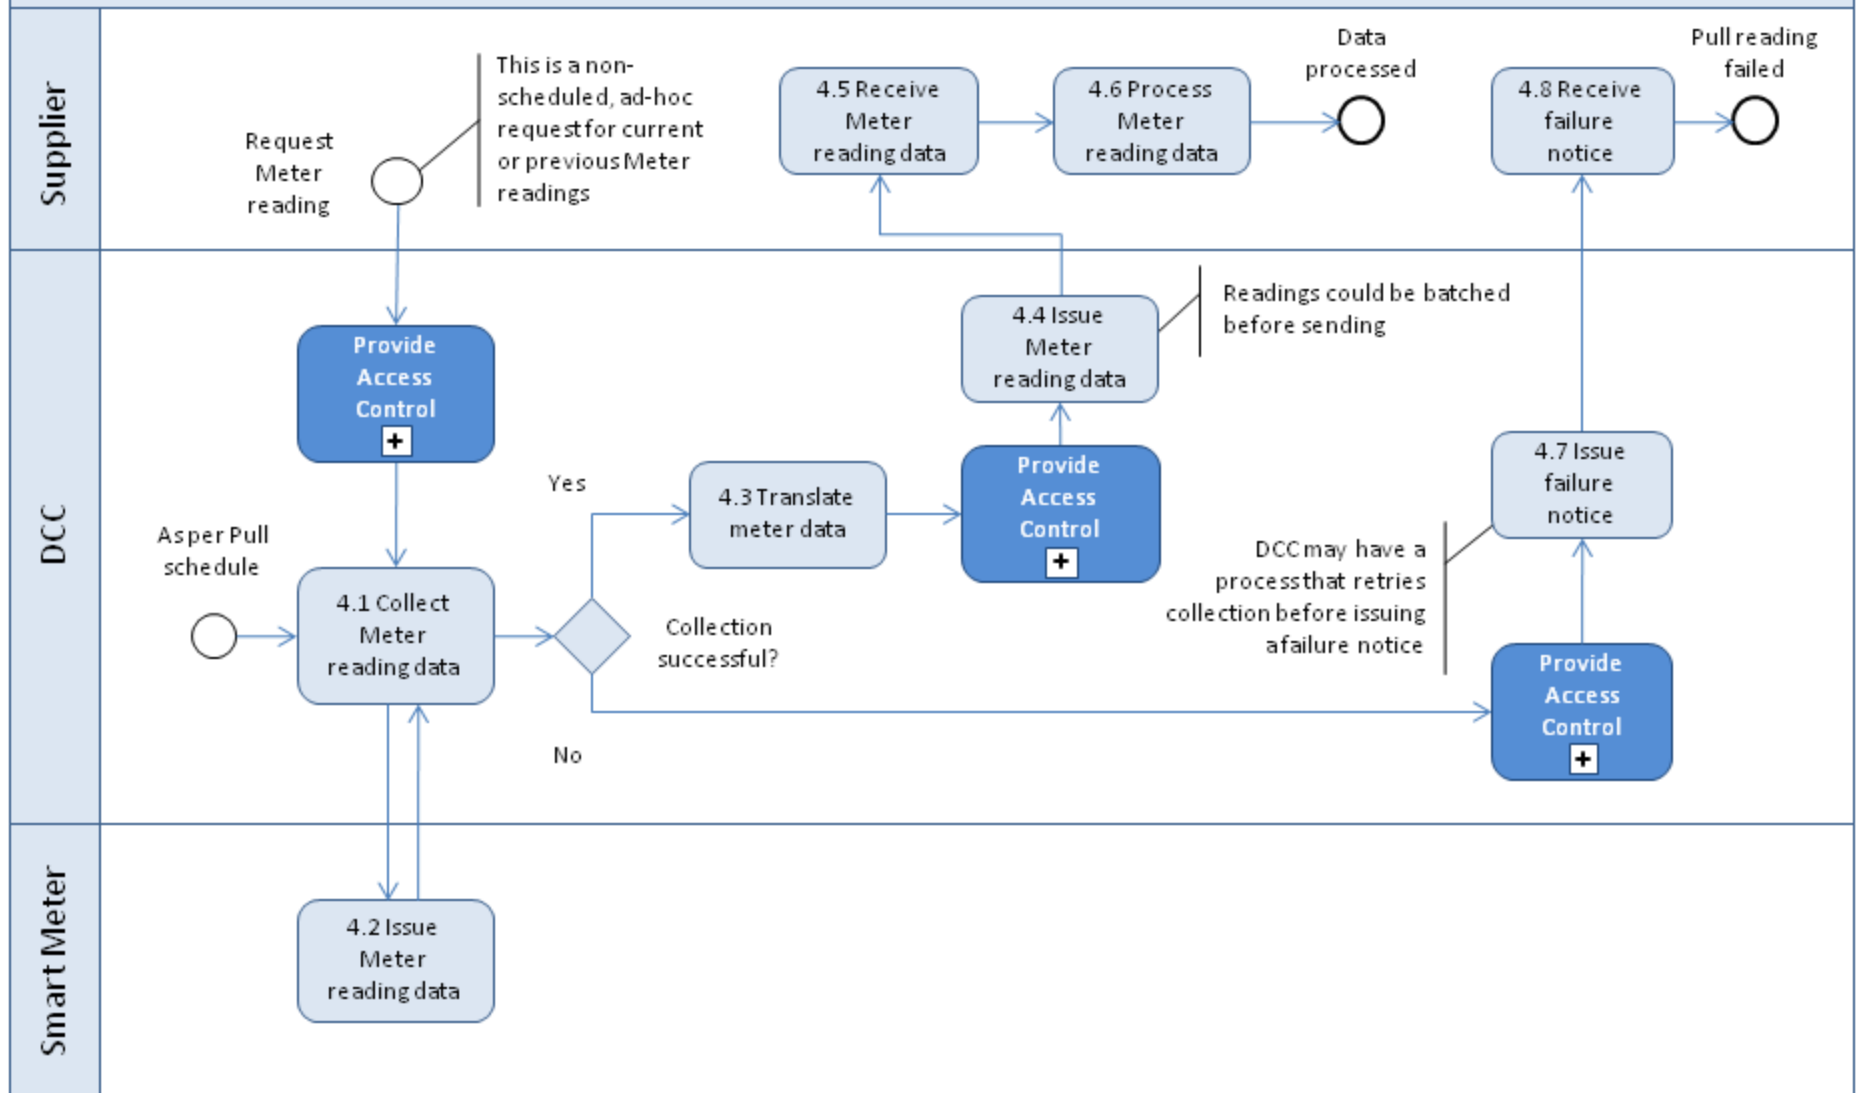 Supplier
Request
Meter
reading
This is a non-
scheduled, ad-hoc
request for current
or previous Meter
readings
4.5 Receive
Meter
reading data
4.6 Process
Meter
reading data
Data
processed
4.8 Receive
failure
notice
Pull reading
failed
DCC
Provide
Access
Control
+
As per Pull
schedule
4.1 Collect
Meter
reading data
Yes
No
Collection
successful?
4.3 Translate
meter data
Provide
Access
Control
+
4.4 Issue
Meter
reading data
Readings could be batched
before sending
4.7 Issue
failure
notice
DCC may have a
process that retries
collection before issuing
a failure notice
Provide
Access
Control
+
Smart Meter
4.2 Issue
Meter
reading data